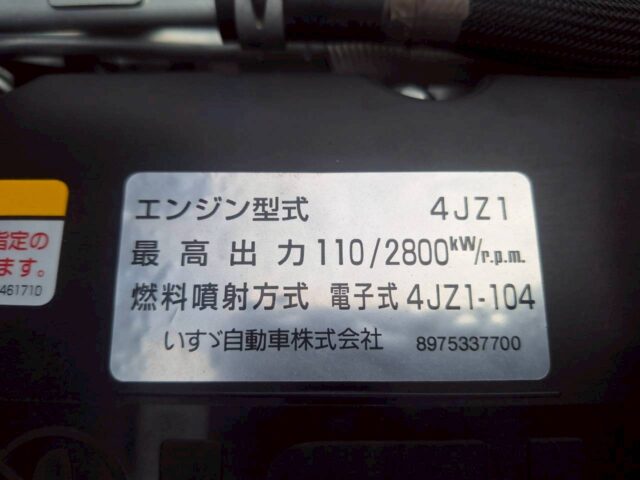 エンジン型式 4JZ1
最高出力 110/2800kW/r.p.m.
燃料噴射方式 電子式 4JZ1-104
いすゞ自動車株式会社 8975337700
指定の
ます。
461710